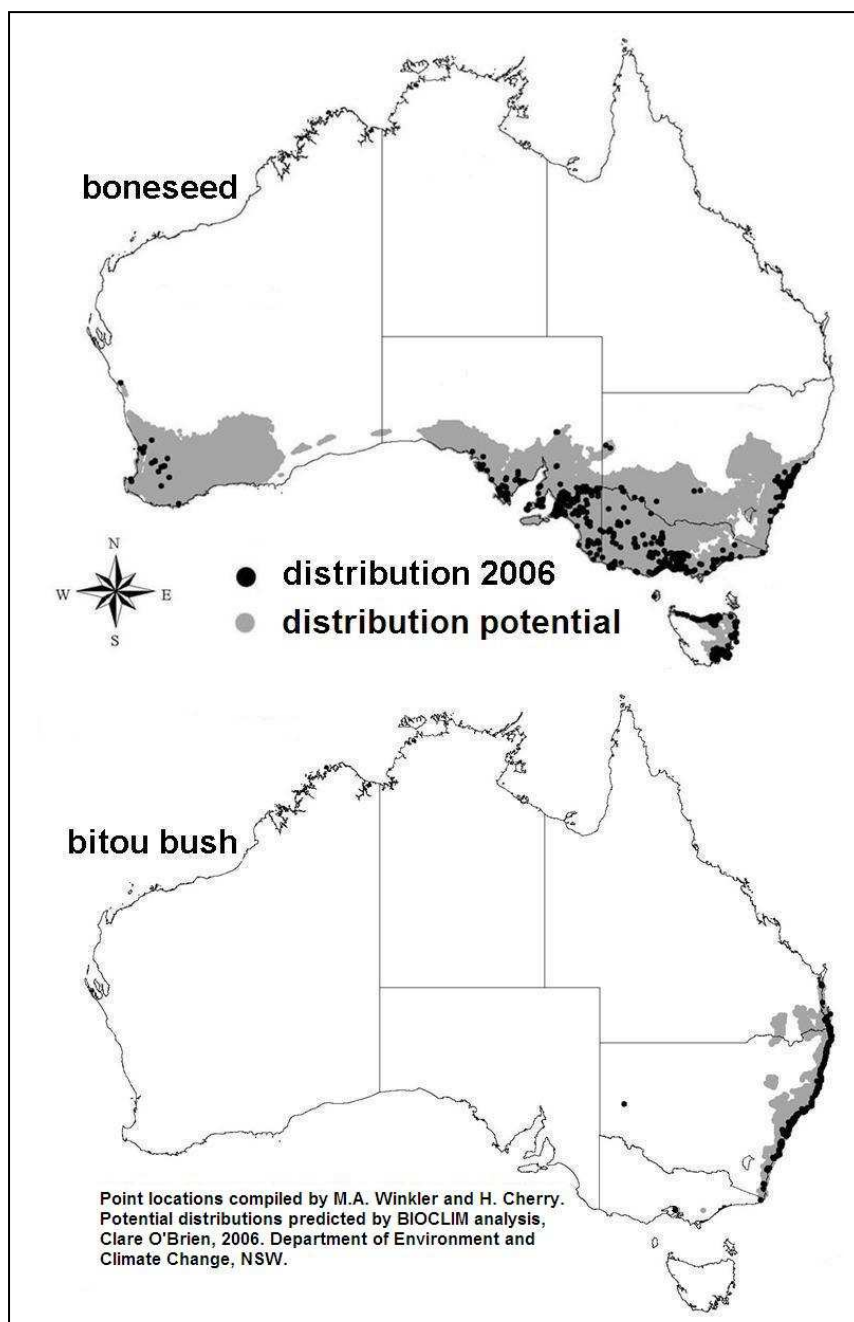 boneseed
N
W E
S
distribution 2006
distribution potential
bitou bush
Point locations compiled by M.A. Winkler and H. Cherry.
Potential distributions predicted by BIOCLIM analysis,
Clare O'Brien, 2006. Department of Environment and
Climate Change, NSW.